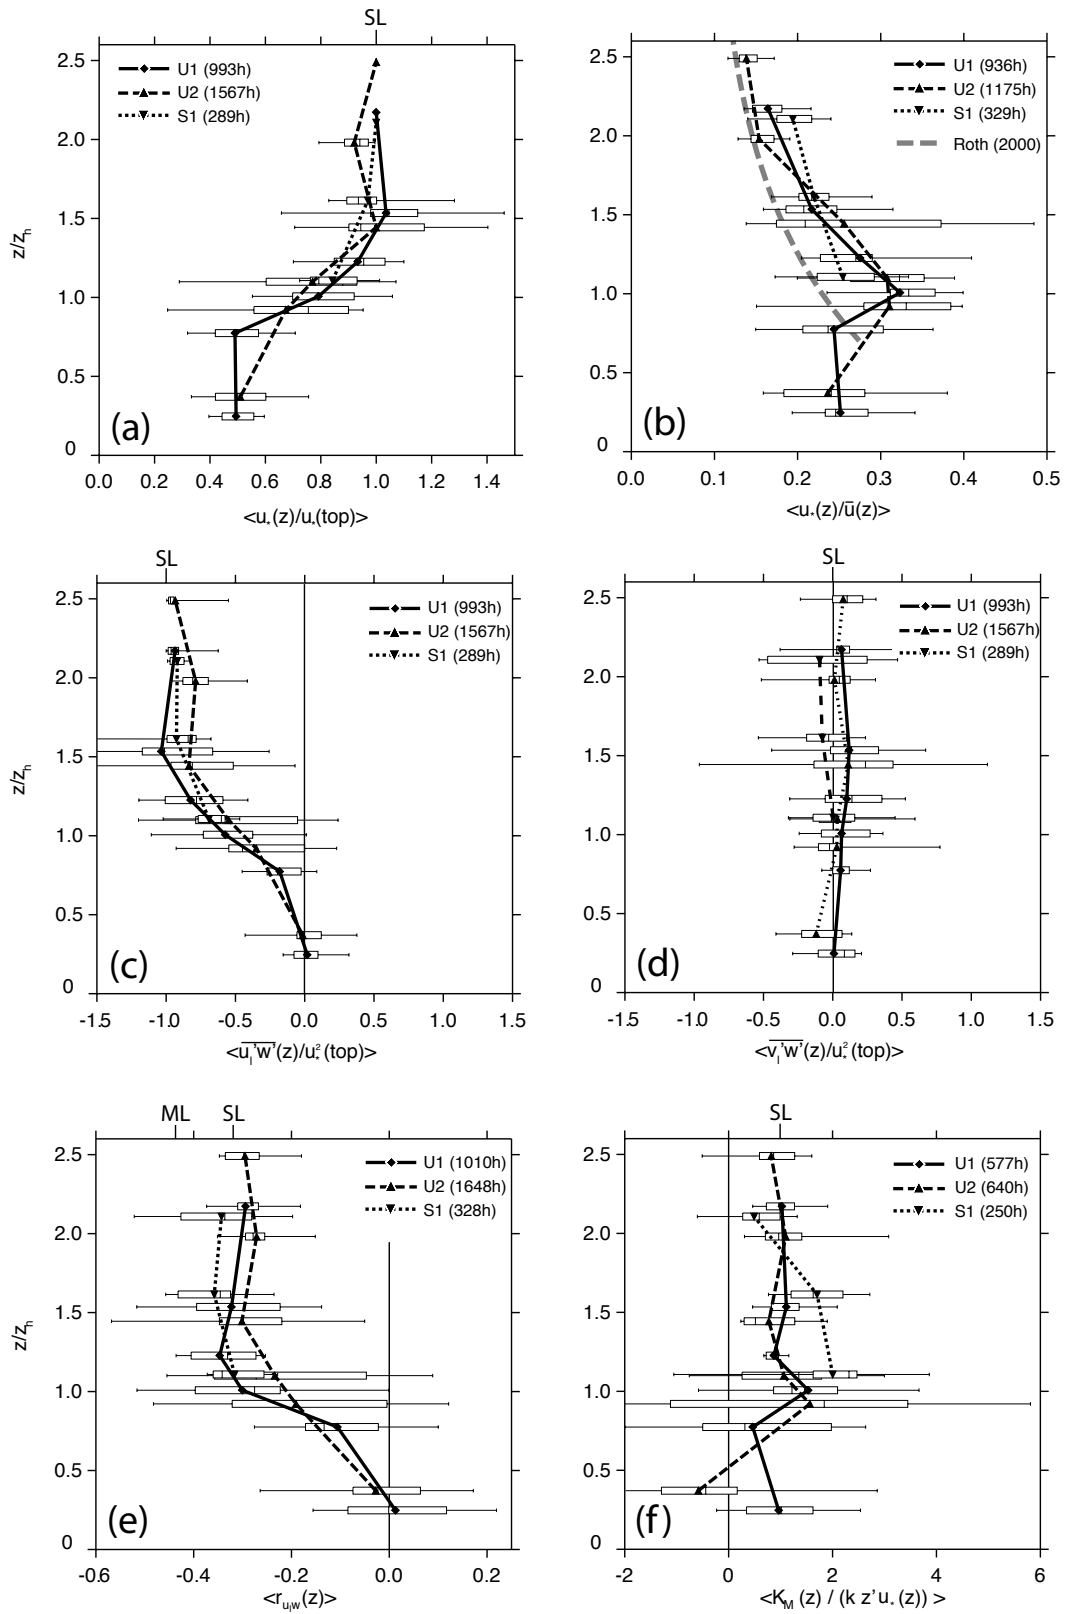 SL
2.5
2.0
1.5
1.0
0.5
0
z/zh
U1 (993h)
U2 (1567h)
S1 (289h)
(a)
0.0 0.2 0.4 0.6 0.8 1.0 1.2 1.4
<u*(z)/u*(top)>
2.5
2.0
1.5
1.0
0.5
0
U1 (936h)
U2 (1175h)
S1 (329h)
Roth (2000)
(b)
0.0 0.1 0.2 0.3 0.4 0.5
<u*(z)/ū(z)>
SL
2.5
2.0
1.5
1.0
0.5
0
z/zh
U1 (993h)
U2 (1567h)
S1 (289h)
(c)
-1.5 -1.0 -0.5 0.0 0.5 1.0 1.5
<ul'w'(z)/u*²(top)>
SL
2.5
2.0
1.5
1.0
0.5
0
U1 (993h)
U2 (1567h)
S1 (289h)
(d)
-1.5 -1.0 -0.5 0.0 0.5 1.0 1.5
<vl'w'(z)/u*²(top)>
ML SL
2.5
2.0
1.5
1.0
0.5
0
z/zh
U1 (1010h)
U2 (1648h)
S1 (328h)
(e)
-0.6 -0.4 -0.2 0.0 0.2
<rulw(z)>
SL
2.5
2.0
1.5
1.0
0.5
0
U1 (577h)
U2 (640h)
S1 (250h)
(f)
-2 0 2 4 6
<KM (z) / (k z'u*(z)) >